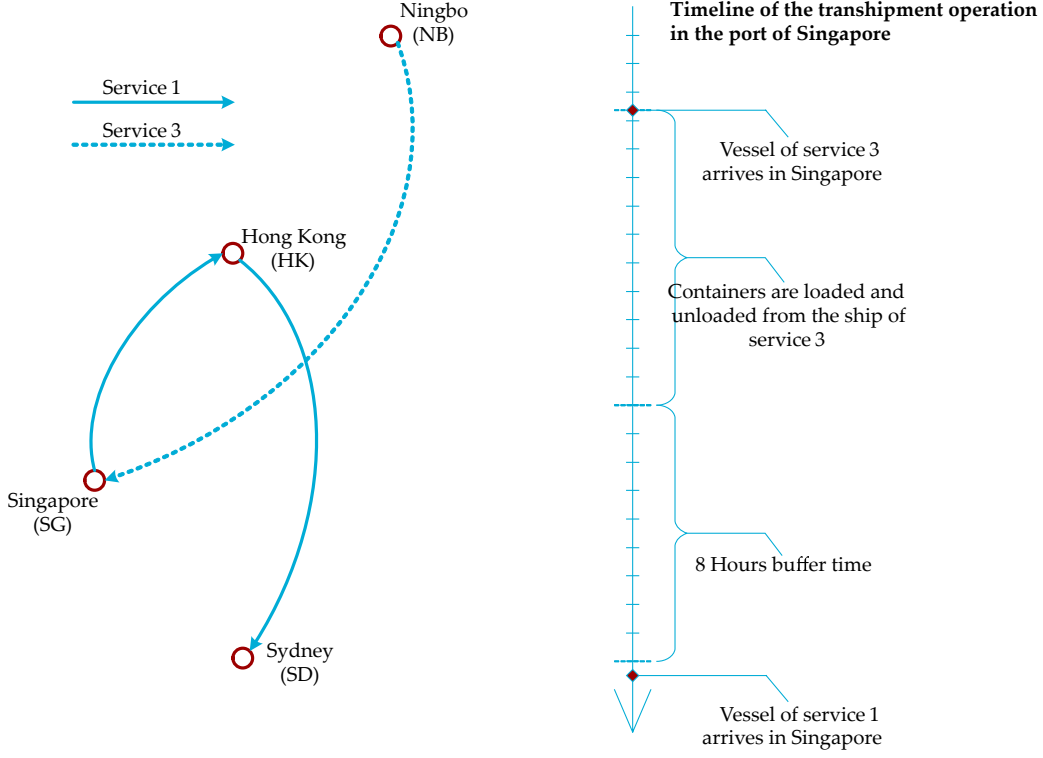 Ningbo
(NB)
Service 1
Service 3
Hong Kong
(HK)
Singapore
(SG)
Sydney
(SD)
Timeline of the transhipment operation
in the port of Singapore
Vessel of service 3
arrives in Singapore
Containers are loaded and
unloaded from the ship of
service 3
8 Hours buffer time
Vessel of service 1
arrives in Singapore